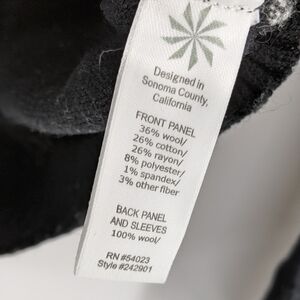 Designed in
Sonoma County,
California
FRONT PANEL
36% wool/
26% cotton/
26% rayon/
8% polyester/
1% spandex/
3% other fiber
BACK PANEL
AND SLEEVES
100% wool/
RN #54023
Style #242901